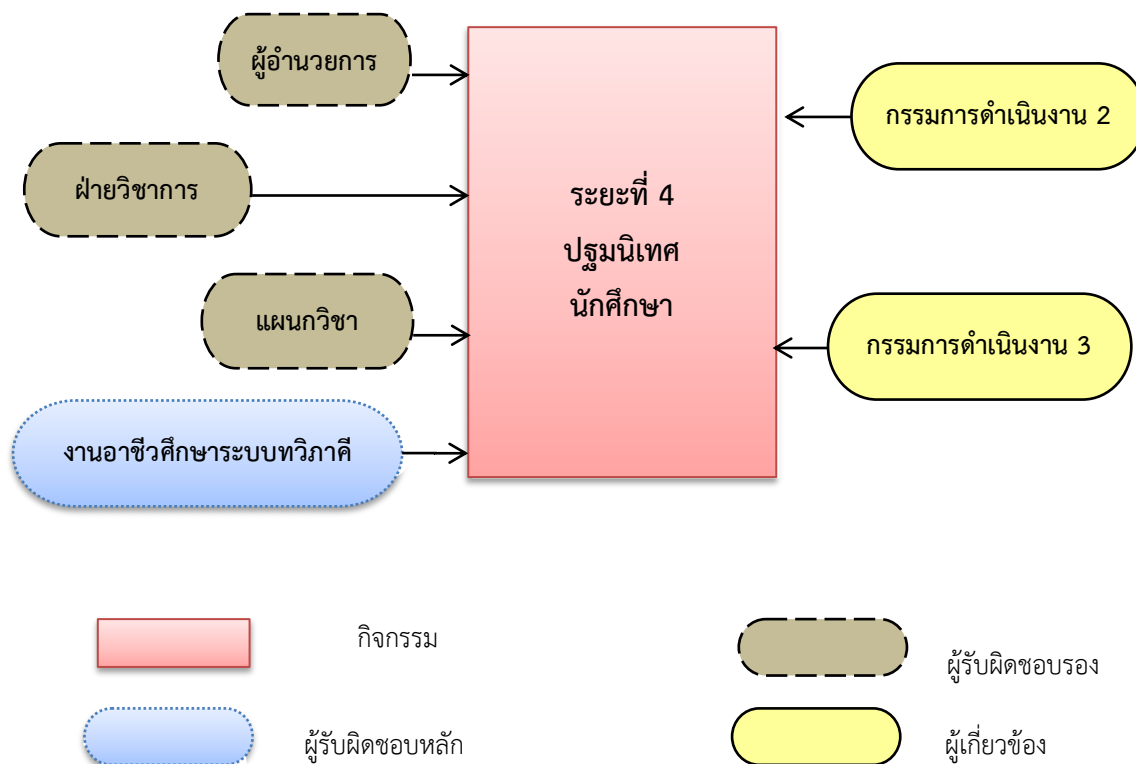 ผู้อำนวยการ
กรรมการดำเนินงาน 2
ฝ่ายวิชาการ
ระยะที่ 4
ปฐมนิเทศ
นักศึกษา
แผนกวิชา
กรรมการดำเนินงาน 3
งานอาชีวศึกษาระบบทวิภาคี
กิจกรรม
ผู้รับผิดชอบรอง
ผู้รับผิดชอบหลัก
ผู้เกี่ยวข้อง